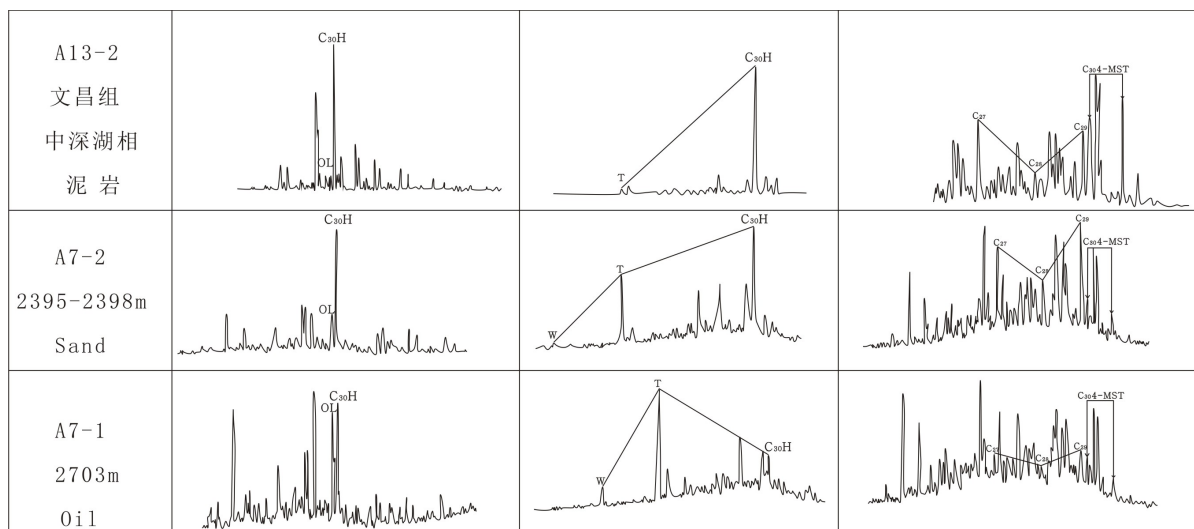 A13-2
文昌组
中深湖相
泥 岩
C₃₀H
OL
C₃₀H
T
C₂₇
C₂₈
C₂₉
C₃₀4-MST
A7-2
2395-2398m
Sand
C₃₀H
OL
C₃₀H
T
W
C₂₇
C₂₈
C₂₉
C₃₀4-MST
A7-1
2703m
Oil
C₃₀H
OL
T
W
C₃₀H
C₂₇
C₂₈
C₂₉
C₃₀4-MST